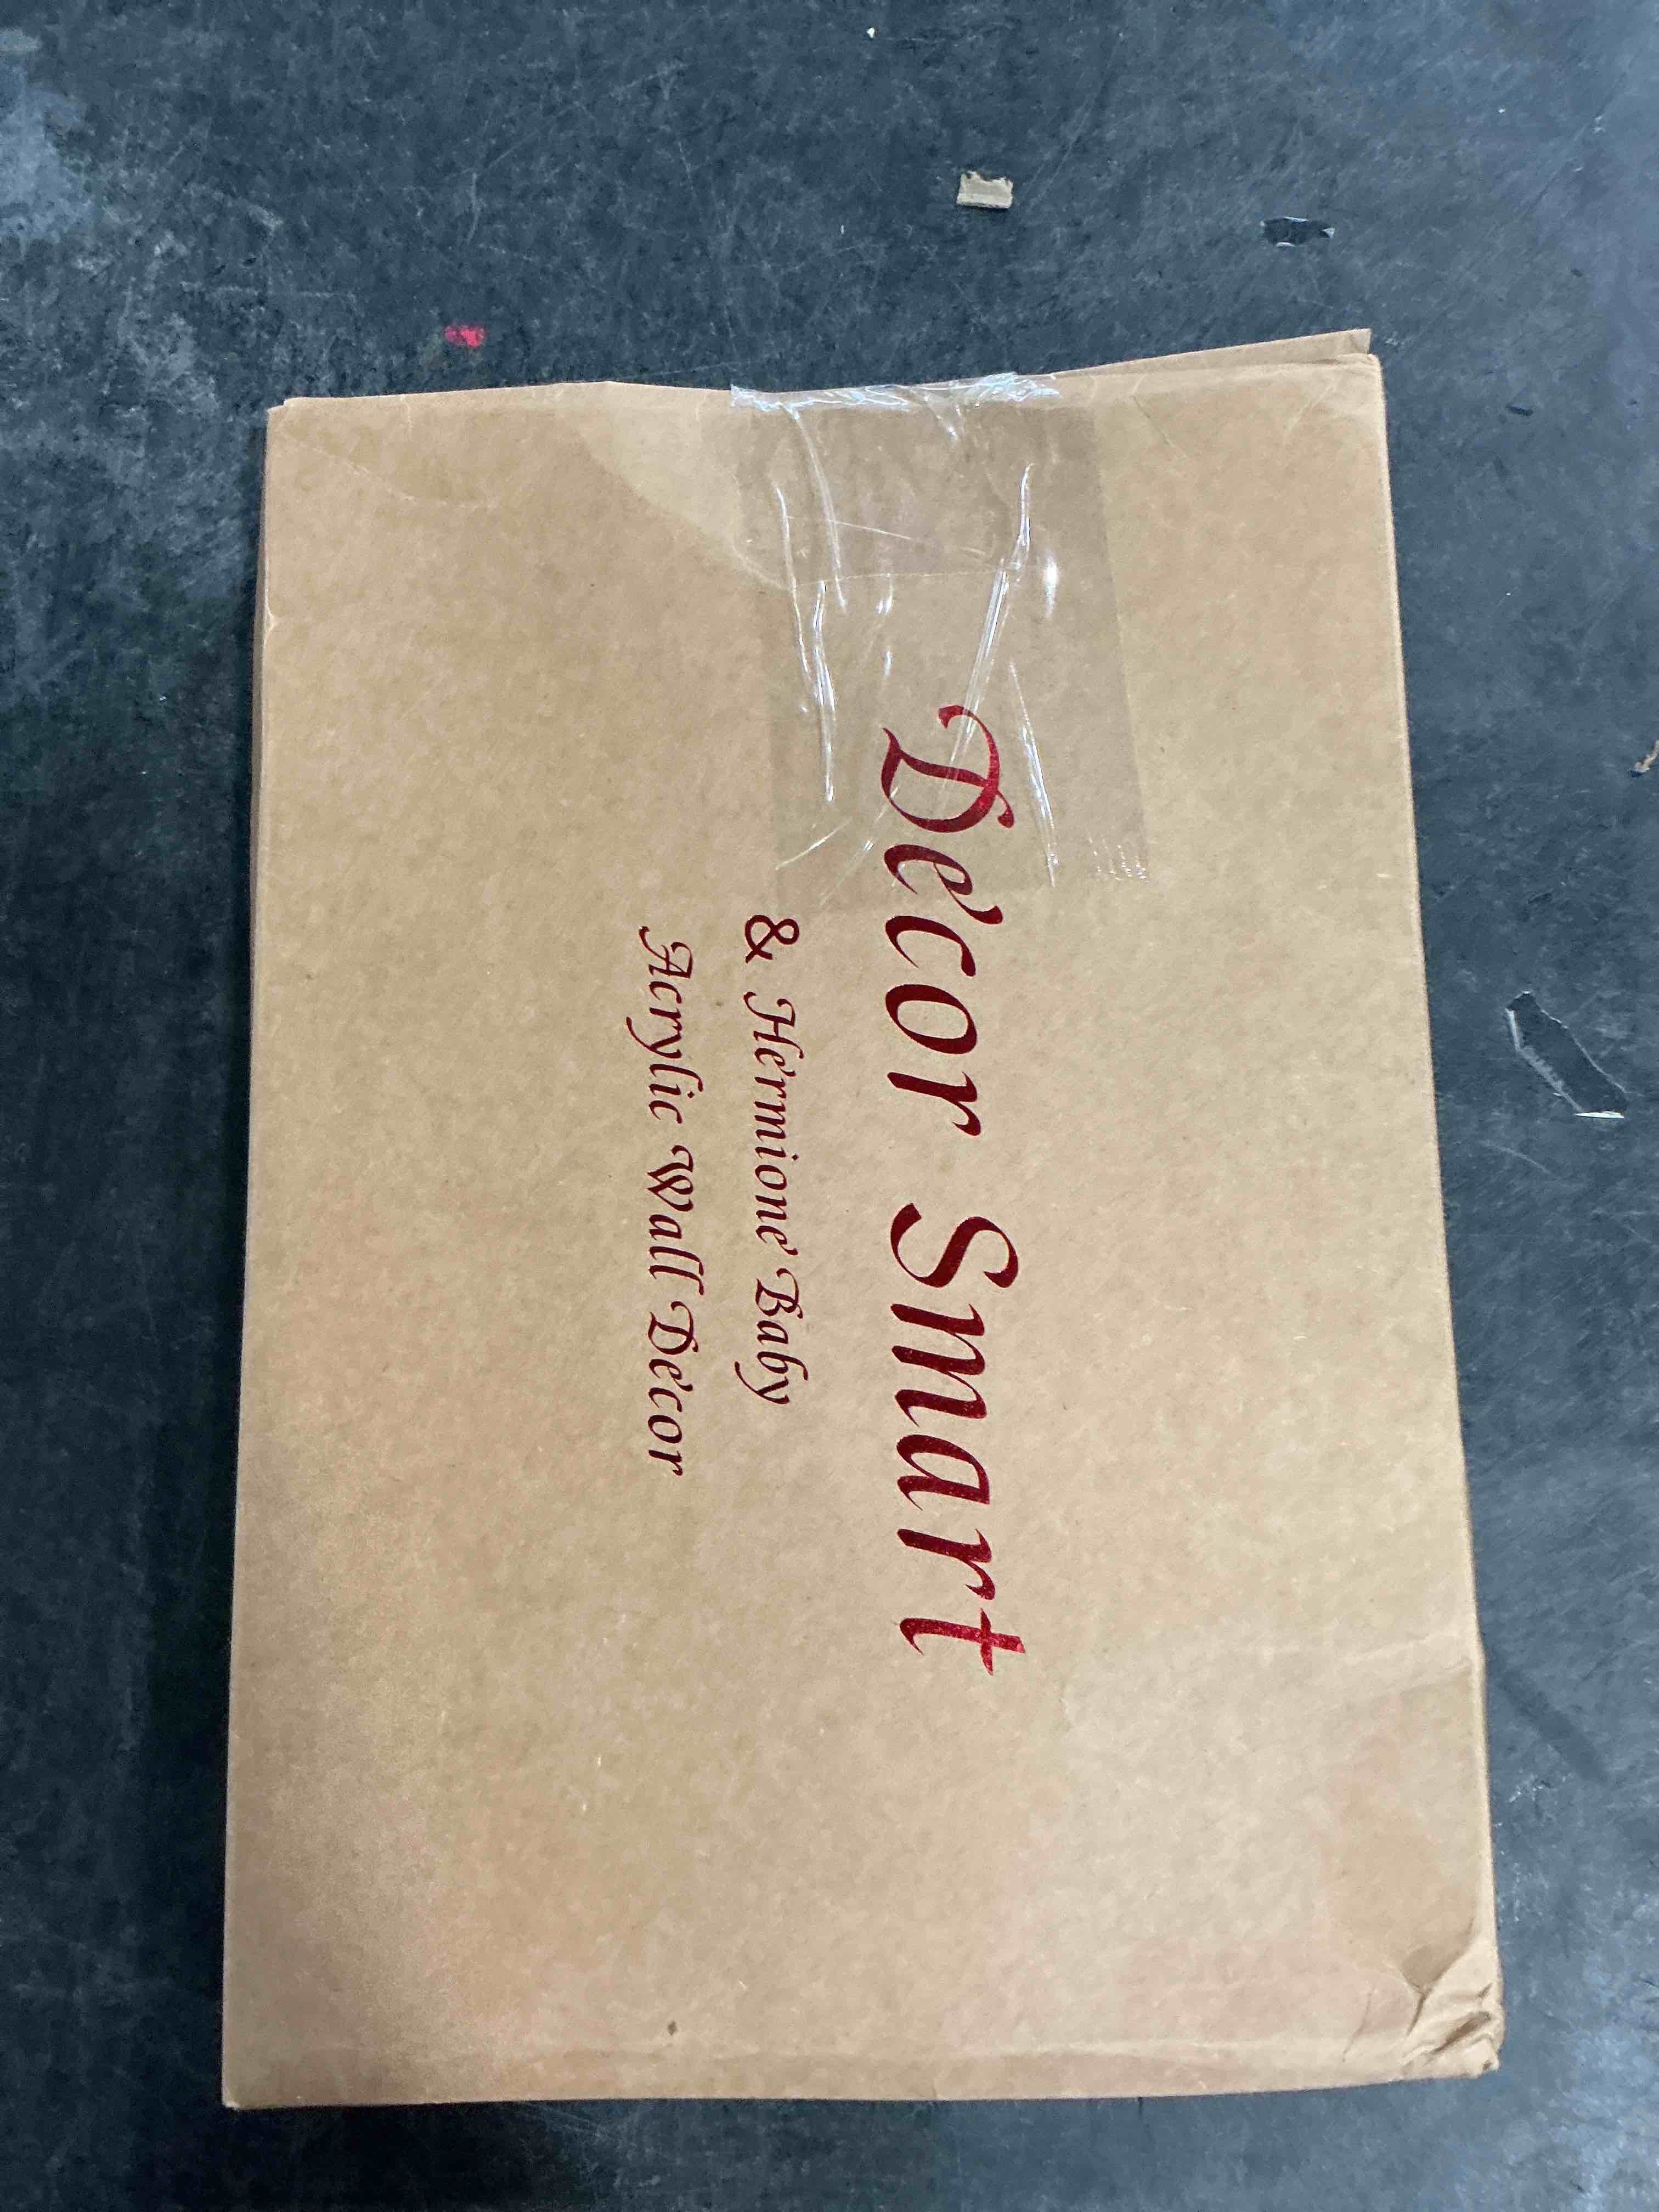 Decor Smart
& Hermione Baby
Acrylic Wall Decor